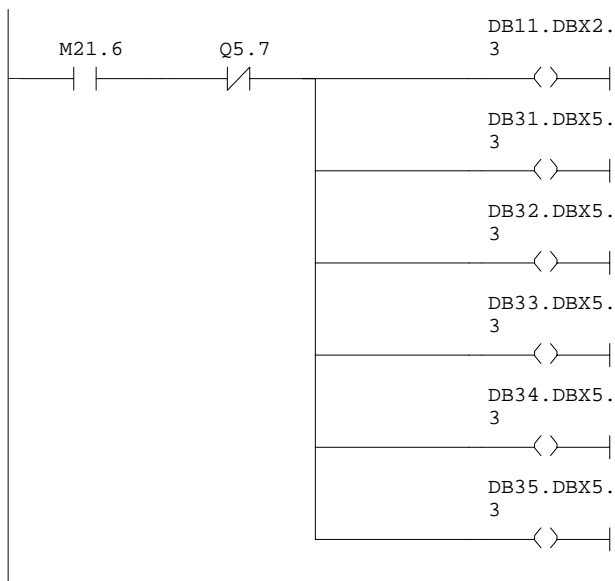 DB11.DBX2.
M21.6 Q5.7 3
DB31.DBX5.
3
DB32.DBX5.
3
DB33.DBX5.
3
DB34.DBX5.
3
DB35.DBX5.
3